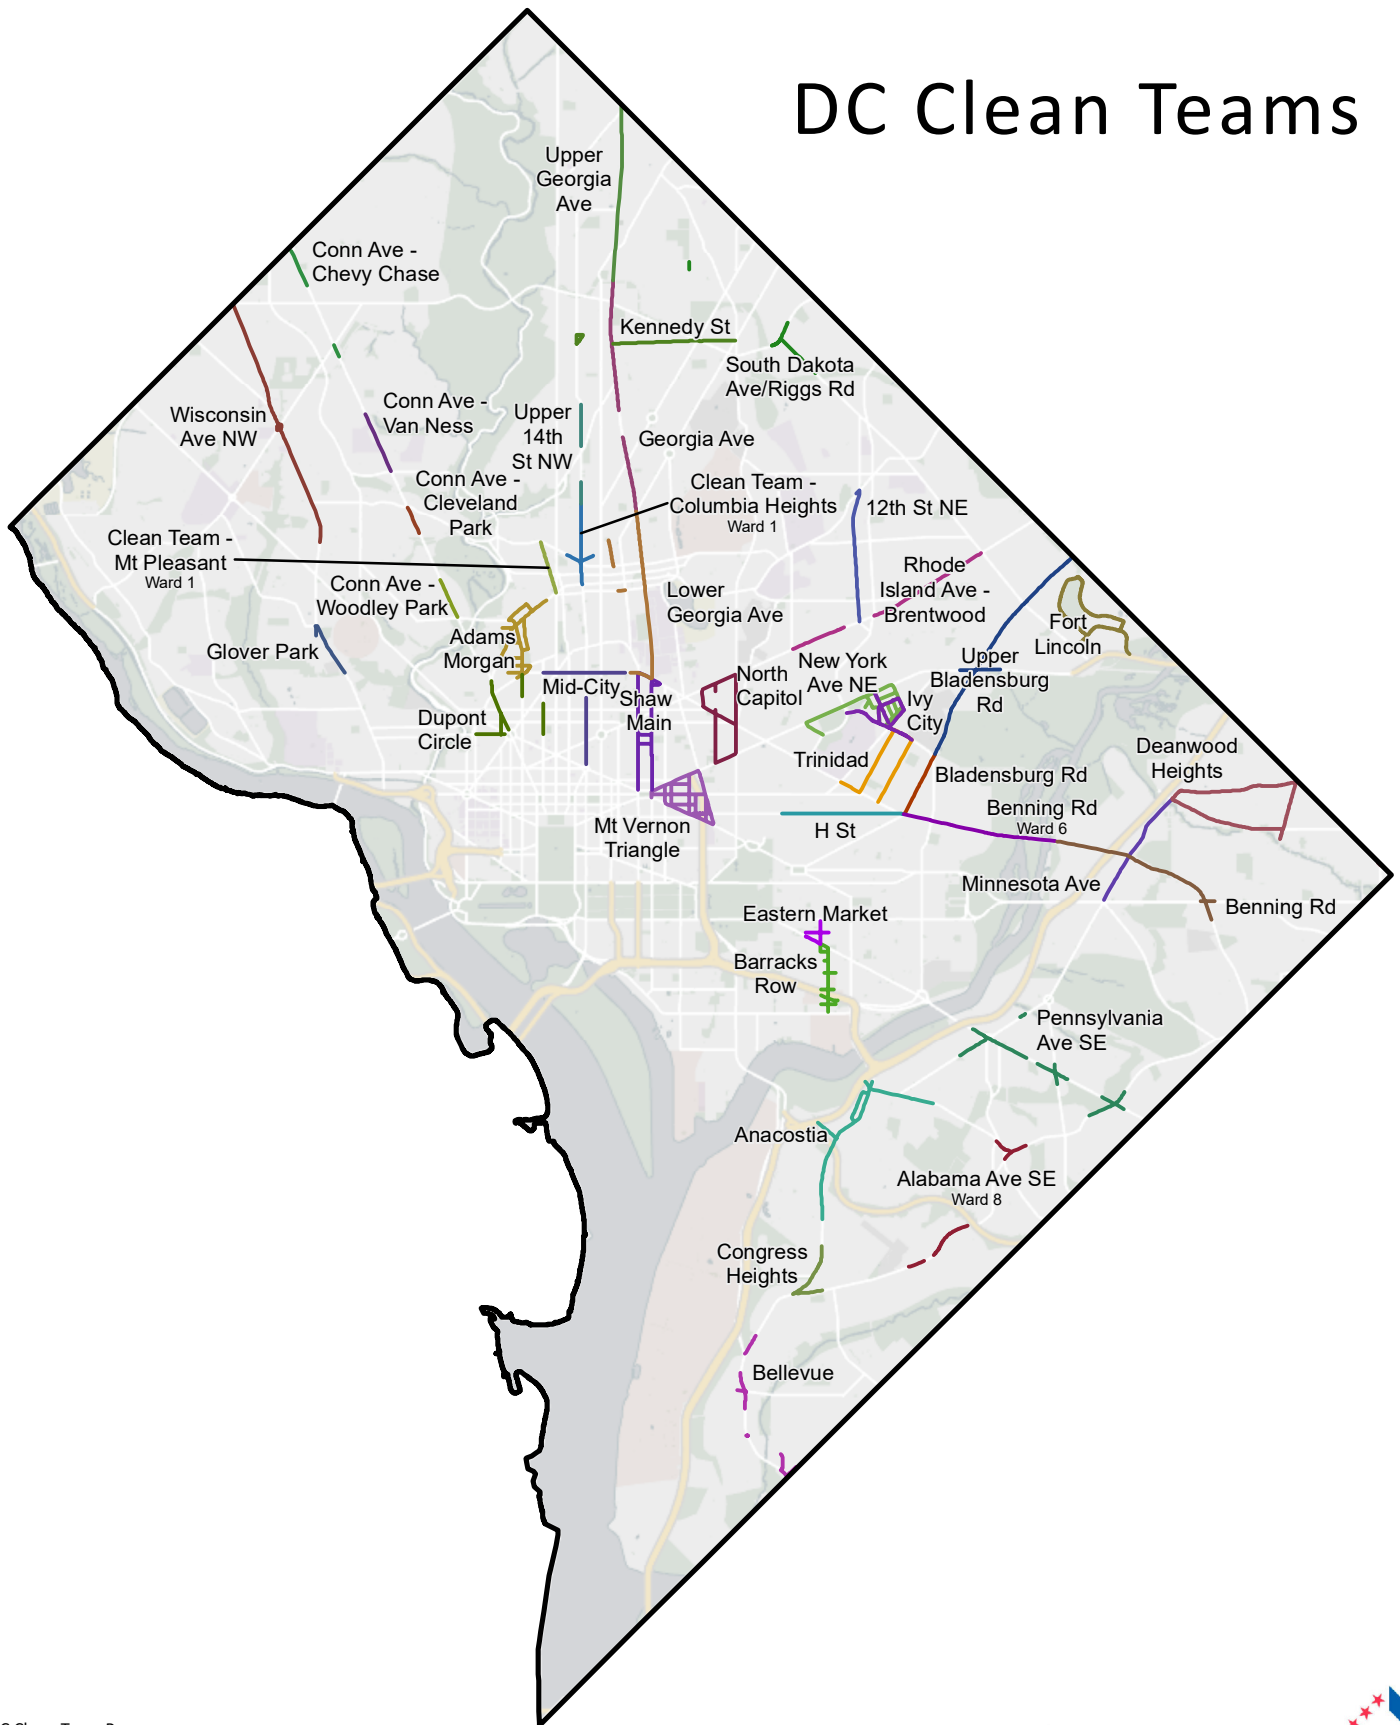 DC Clean Teams
Upper
Georgia
Ave
Conn Ave -
Chevy Chase
Kennedy St
South Dakota
Ave/Riggs Rd
Wisconsin
Ave NW
Conn Ave -
Van Ness
Upper
14th
St NW
Georgia Ave
Conn Ave -
Cleveland
Park
Clean Team -
Columbia Heights
Ward 1
12th St NE
Clean Team -
Mt Pleasant
Ward 1
Conn Ave -
Woodley Park
Lower
Georgia Ave
Rhode
Island Ave -
Brentwood
Fort
Lincoln
Glover Park
Adams
Morgan
Mid-City
Shaw
Main
North
Capitol
New York
Ave NE
Ivy
City
Upper
Bladensburg
Rd
Dupont
Circle
Trinidad
Bladensburg Rd
Deanwood
Heights
Mt Vernon
Triangle
H St
Benning Rd
Ward 6
Minnesota Ave
Benning Rd
Eastern Market
Barracks
Row
Pennsylvania
Ave SE
Anacostia
Alabama Ave SE
Ward 8
Congress
Heights
Bellevue